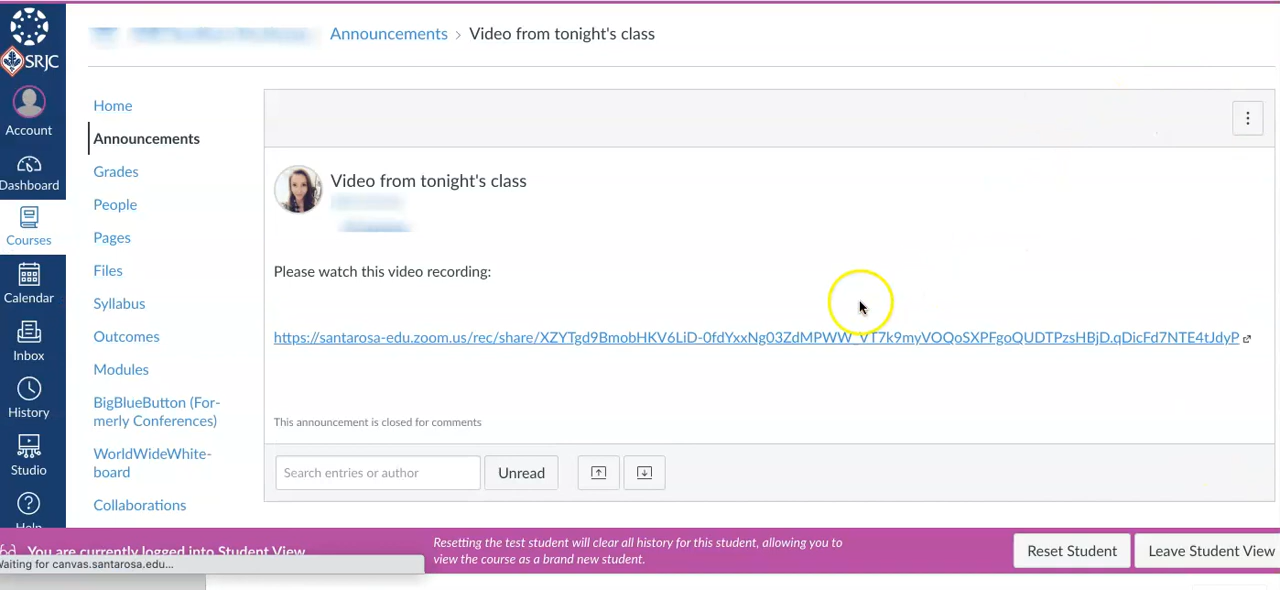 Announcements > Video from tonight's class
SRJC
Account
Dashboard
Courses
Calendar
Inbox
History
Studio
Help
Home
Announcements
Grades
People
Pages
Files
Syllabus
Outcomes
Modules
BigBlueButton (For-
merly Conferences)
WorldWideWhite-
board
Collaborations
Video from tonight's class
Please watch this video recording:
https://santarosa-edu.zoom.us/rec/share/XZYTgd9BmobHKV6LiD-0fdYxxNg03ZdMPWW_VT7k9myVOQoSXPFgoQUDTPzsHBjD.qDicFd7NTE4tJdyP
This announcement is closed for comments
Search entries or author
Unread
You are currently logged into Student View
Resetting the test student will clear all history for this student, allowing you to
view the course as a brand new student.
Reset Student
Leave Student View
Waiting for canvas.santarosa.edu...